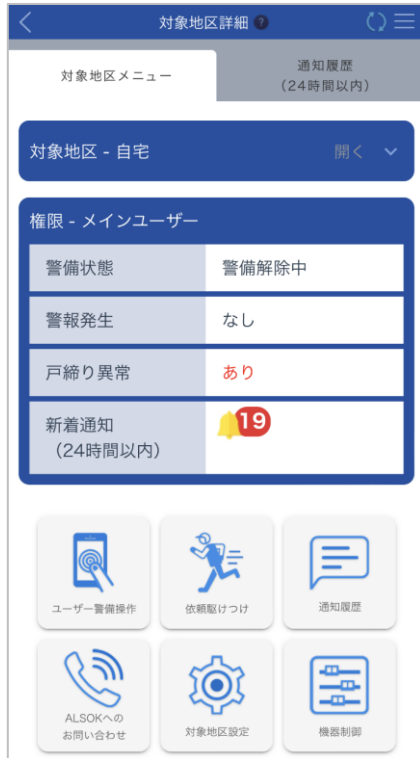 対象地区詳細 ?
対象地区メニュー
通知履歴
(24時間以内)
対象地区 - 自宅
開く
権限 - メインユーザー
警備状態
警備解除中
警報発生
なし
戸締り異常
あり
新着通知
(24時間以内)
19
ユーザー警備操作
依頼駆けつけ
通知履歴
ALSOKへの
お問い合わせ
対象地区設定
機器制御